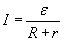 I = ε / (R + r)